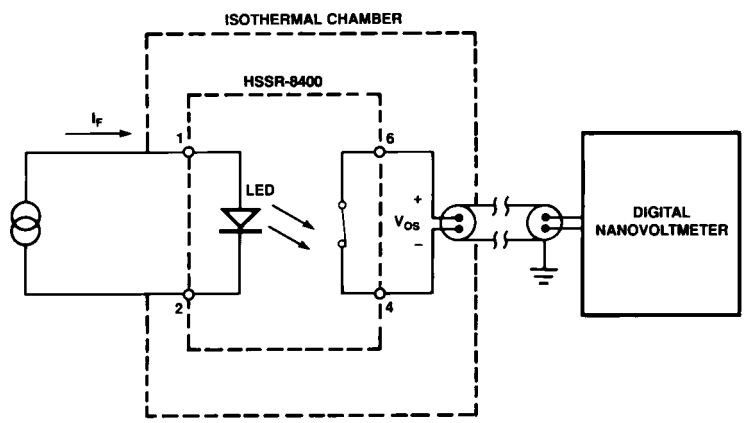 ISOTHERMAL CHAMBER
HSSR-8400
IF
1
6
LED
+
VOS
−
DIGITAL
NANOVOLTMETER
2
4